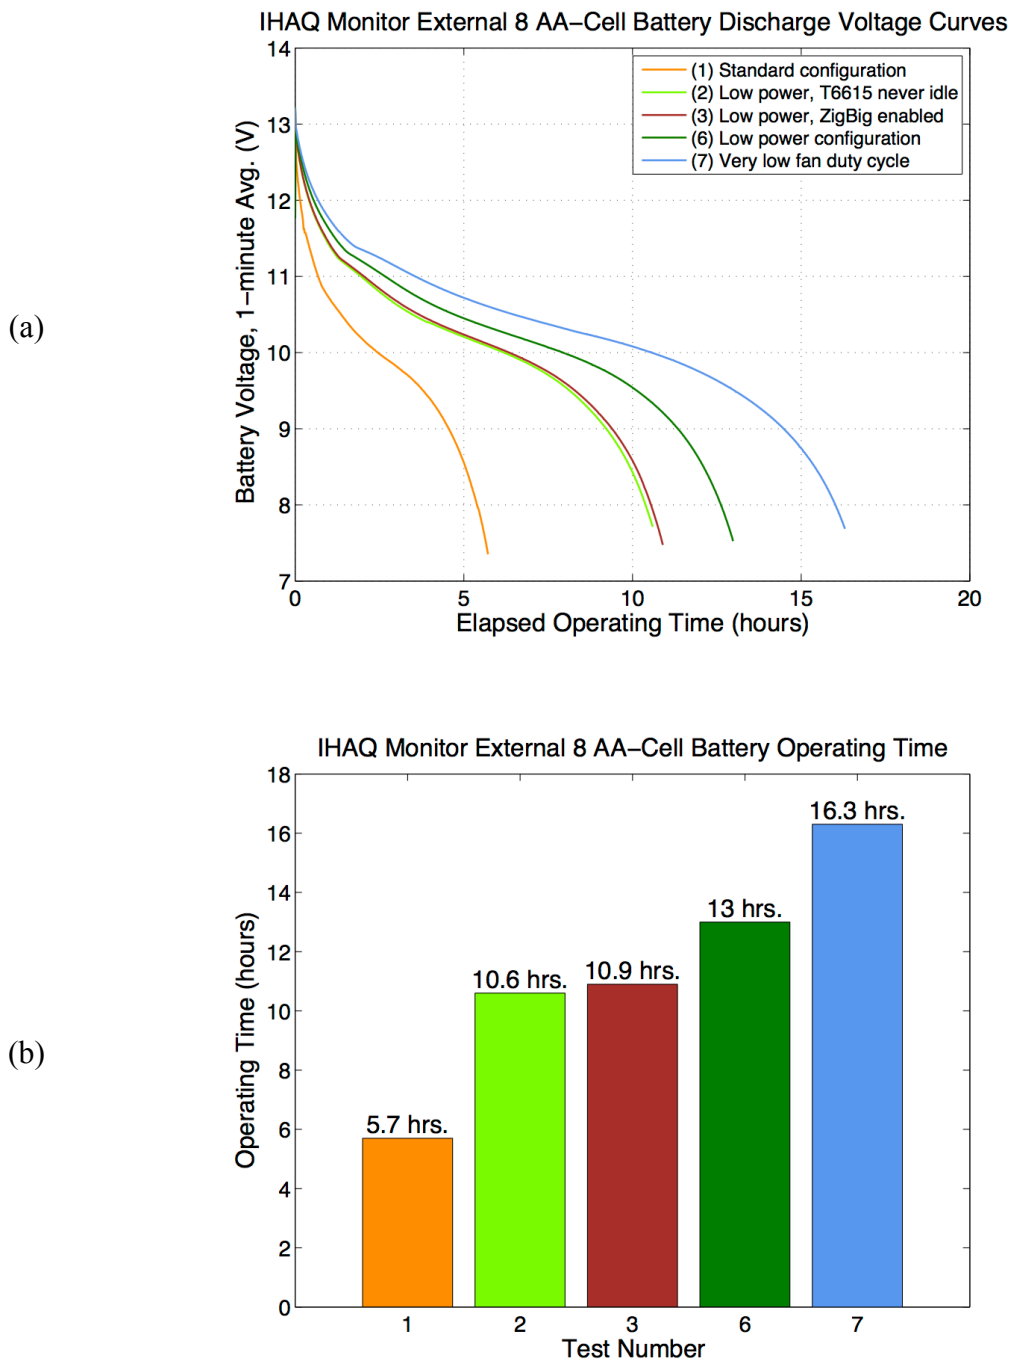 IHAQ Monitor External 8 AA−Cell Battery Discharge Voltage Curves
14
13
12
11
10
9
8
7
Battery Voltage, 1−minute Avg. (V)
(1) Standard configuration
(2) Low power, T6615 never idle
(3) Low power, ZigBig enabled
(6) Low power configuration
(7) Very low fan duty cycle
(a)
0 5 10 15 20
Elapsed Operating Time (hours)
IHAQ Monitor External 8 AA−Cell Battery Operating Time
18
16
14
12
10
8
6
4
2
0
Operating Time (hours)
5.7 hrs.
10.6 hrs.
10.9 hrs.
13 hrs.
16.3 hrs.
(b)
1 2 3 6 7
Test Number